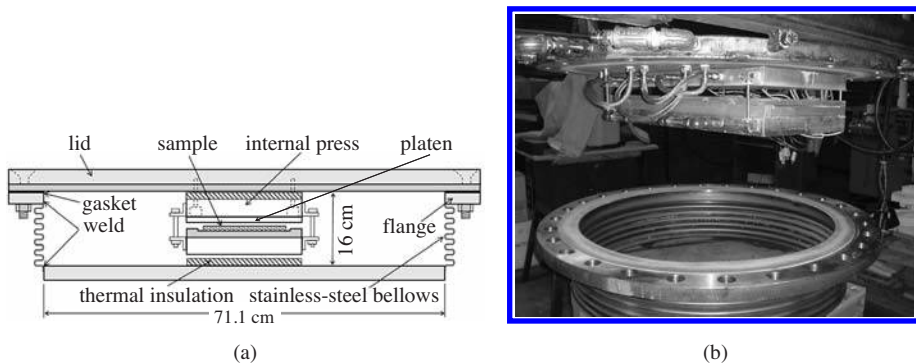 lid
sample
internal press
platen
gasket
weld
16 cm
flange
thermal insulation
stainless-steel bellows
71.1 cm
(a)
(b)